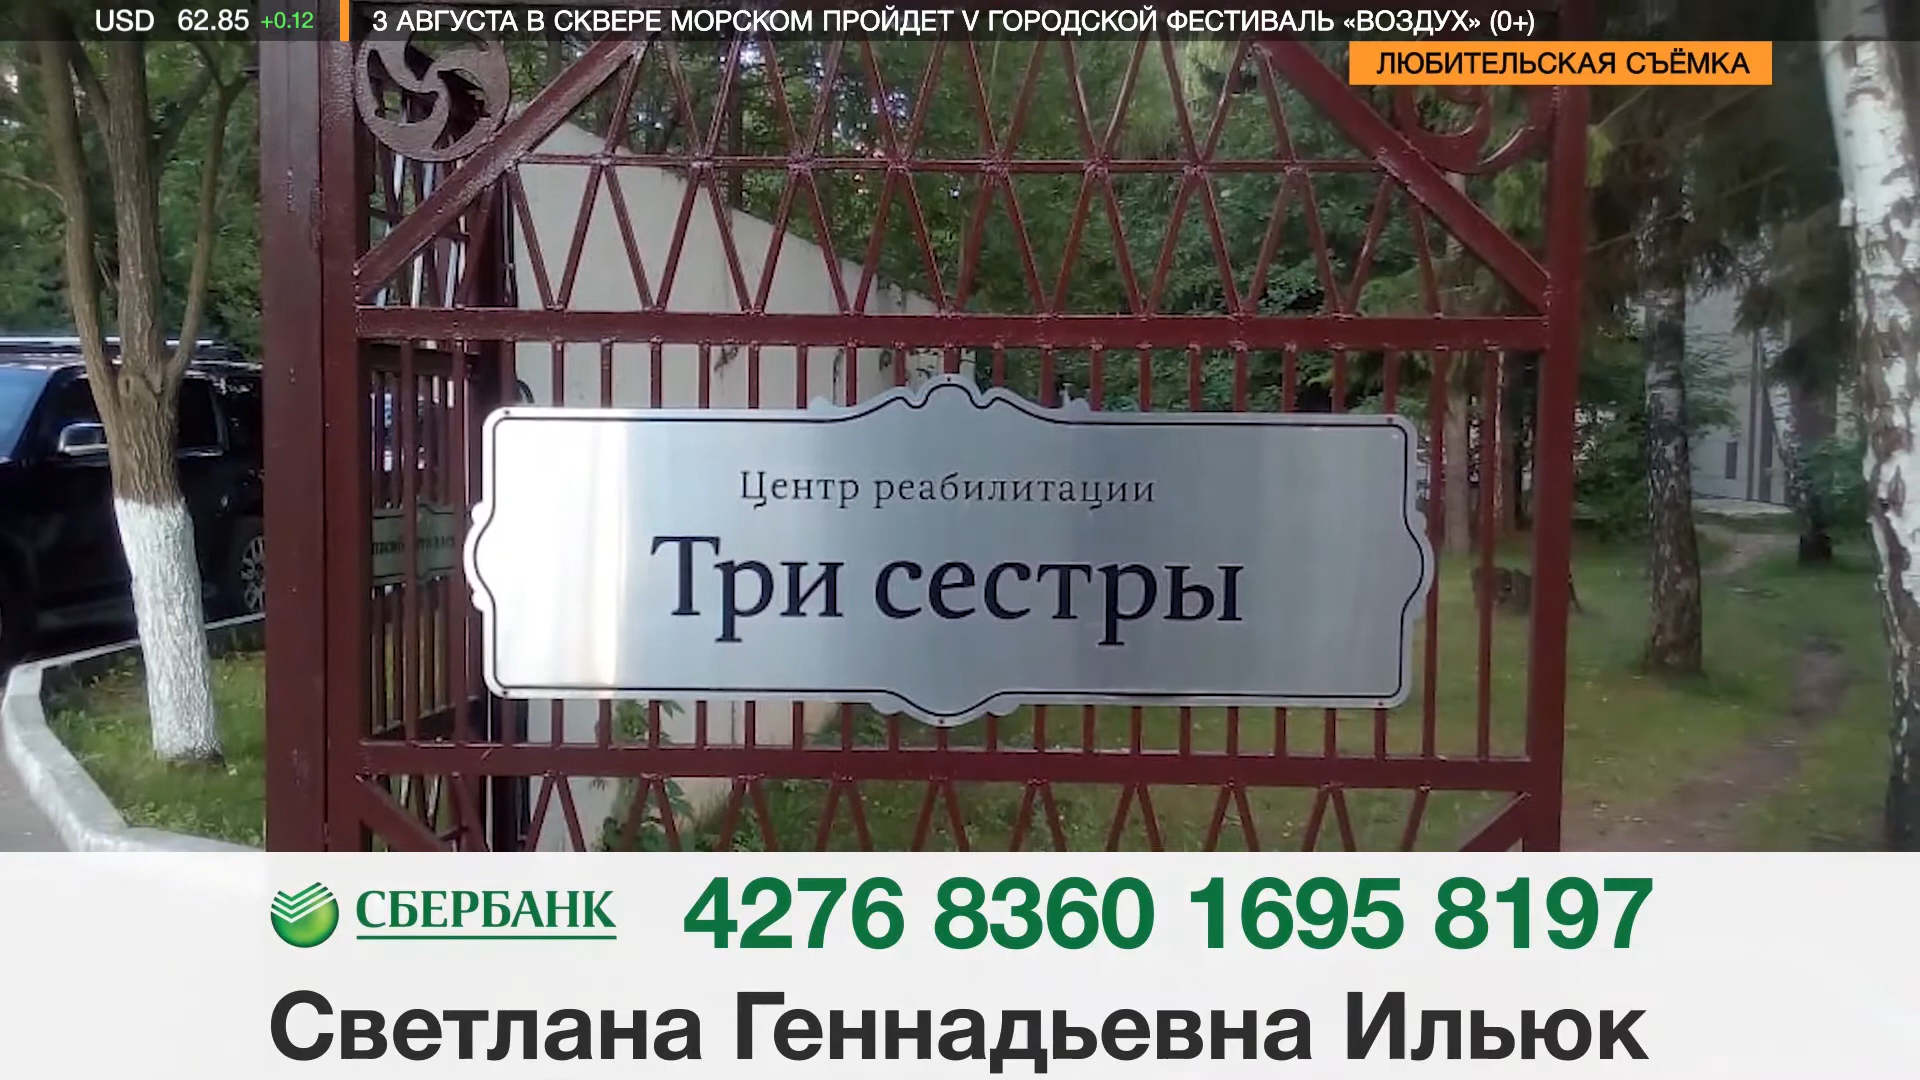 USD 62.85 +0.12 3 АВГУСТА В СКВЕРЕ МОРСКОМ ПРОЙДЕТ V ГОРОДСКОЙ ФЕСТИВАЛЬ «ВОЗДУХ» (0+)
ЛЮБИТЕЛЬСКАЯ СЪЁМКА
Центр реабилитации
Три сестры
СБЕРБАНК 4276 8360 1695 8197
Светлана Геннадьевна Ильюк